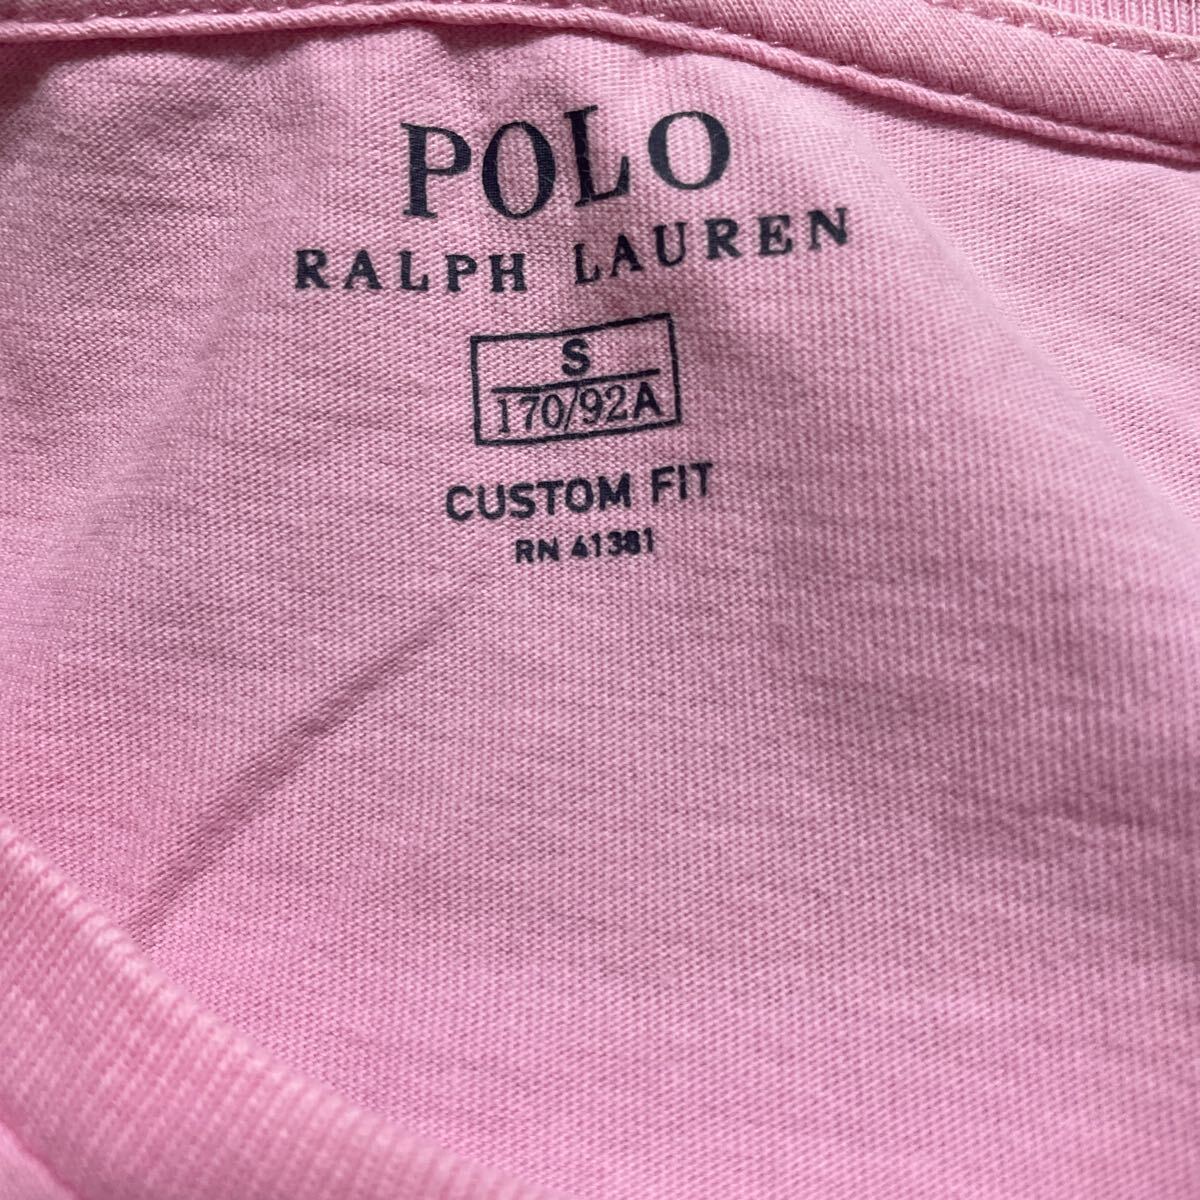 POLO
RALPH LAUREN
S
170/92A
CUSTOM FIT
RN 41381